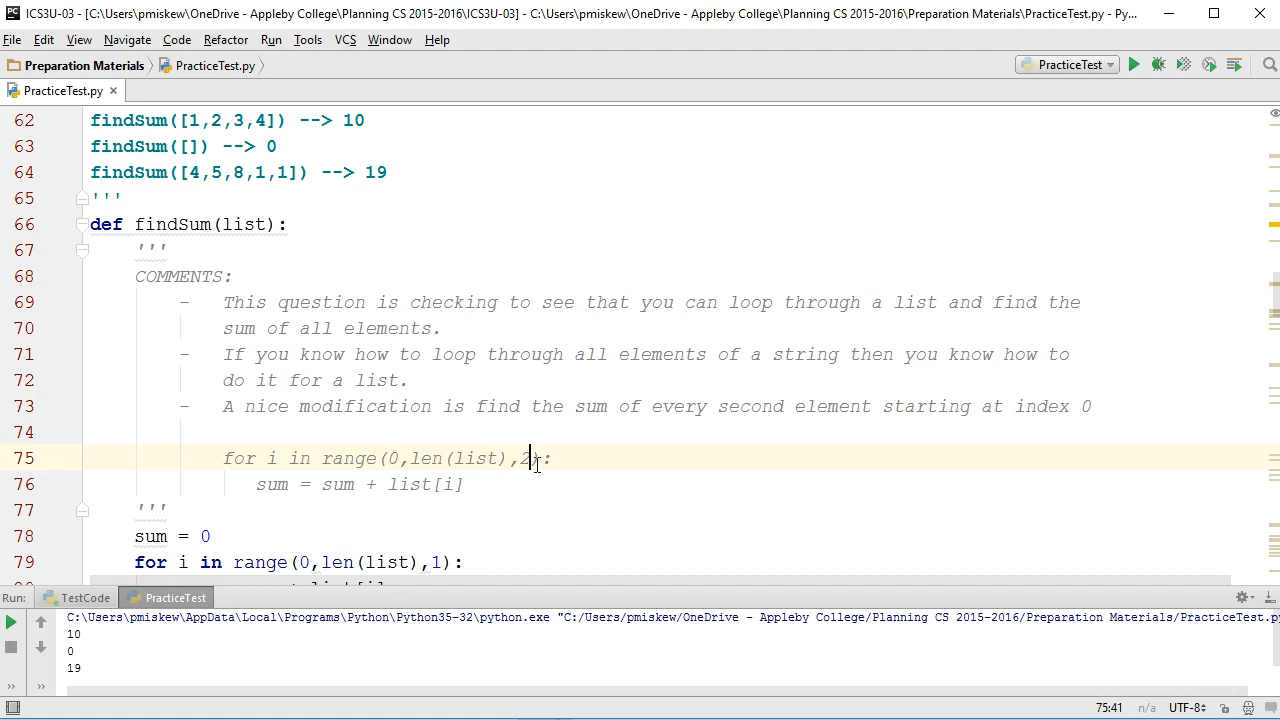 PC ICS3U-03 - [C:\Users\pmiskew\OneDrive - Appleby College\Planning CS 2015-2016\ICS3U-03] - C:\Users\pmiskew\OneDrive - Appleby College\Planning CS 2015-2016\Preparation Materials\PracticeTest.py - Py...
File Edit View Navigate Code Refactor Run Tools VCS Window Help
Preparation Materials PracticeTest.py PracticeTest
PracticeTest.py
62 findSum([1,2,3,4]) --> 10
63 findSum([]) --> 0
64 findSum([4,5,8,1,1]) --> 19
65 '''
66 def findSum(list):
67 '''
68 COMMENTS:
69 - This question is checking to see that you can loop through a list and find the
70 sum of all elements.
71 - If you know how to loop through all elements of a string then you know how to
72 do it for a list.
73 - A nice modification is find the sum of every second element starting at index 0
74
75 for i in range(0,len(list),2):
76 sum = sum + list[i]
77 '''
78 sum = 0
79 for i in range(0,len(list),1):
Run: TestCode PracticeTest
C:\Users\pmiskew\AppData\Local\Programs\Python\Python35-32\python.exe "C:/Users/pmiskew/OneDrive - Appleby College/Planning CS 2015-2016/Preparation Materials/PracticeTest.py
10
0
19
75:41 n/a UTF-8